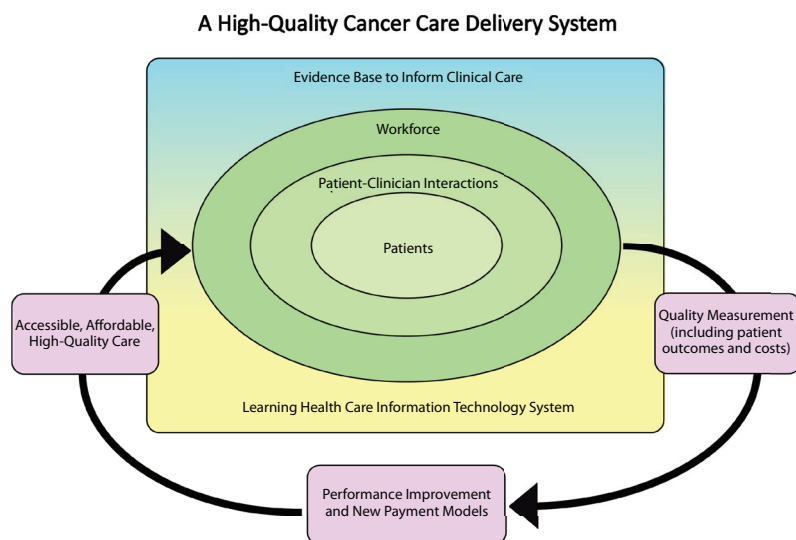 A High-Quality Cancer Care Delivery System
Evidence Base to Inform Clinical Care
Workforce
Patient-Clinician Interactions
Patients
Accessible, Affordable,
High-Quality Care
Quality Measurement
(including patient
outcomes and costs)
Learning Health Care Information Technology System
Performance Improvement
and New Payment Models